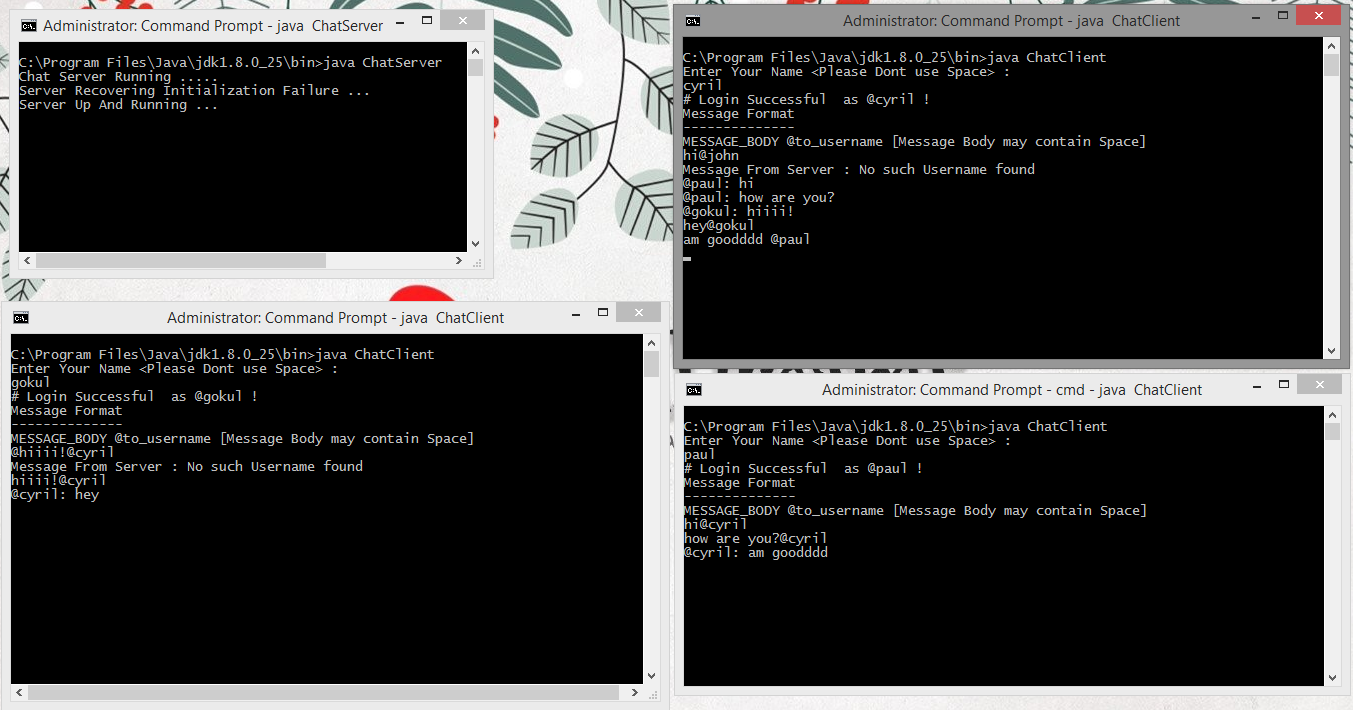 Administrator: Command Prompt - java  ChatServer
C:\Program Files\Java\jdk1.8.0_25\bin>java ChatServer
Chat Server Running .....
Server Recovering Initialization Failure ...
Server Up And Running ...
Administrator: Command Prompt - java  ChatClient
C:\Program Files\Java\jdk1.8.0_25\bin>java ChatClient
Enter Your Name <Please Dont use Space> :
cyril
# Login Successful  as @cyril !
Message Format
--------------
MESSAGE_BODY @to_username [Message Body may contain Space]
hi@john
Message From Server : No such Username found
@paul: hi
@paul: how are you?
@gokul: hiiii!
hey@gokul
am goodddd @paul
Administrator: Command Prompt - java  ChatClient
C:\Program Files\Java\jdk1.8.0_25\bin>java ChatClient
Enter Your Name <Please Dont use Space> :
gokul
# Login Successful  as @gokul !
Message Format
--------------
MESSAGE_BODY @to_username [Message Body may contain Space]
@hiiii!@cyril
Message From Server : No such Username found
hiiii!@cyril
@cyril: hey
Administrator: Command Prompt - cmd - java  ChatClient
C:\Program Files\Java\jdk1.8.0_25\bin>java ChatClient
Enter Your Name <Please Dont use Space> :
paul
# Login Successful  as @paul !
Message Format
--------------
MESSAGE_BODY @to_username [Message Body may contain Space]
hi@cyril
how are you?@cyril
@cyril: am goodddd